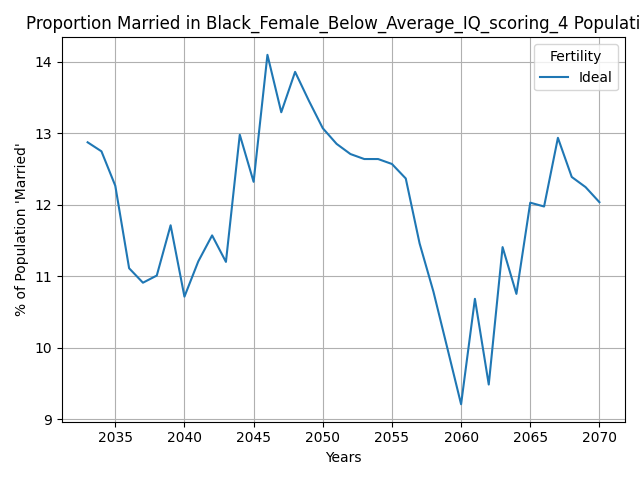 Proportion Married in Black_Female_Below_Average_IQ_scoring_4 Populati
Fertility
Ideal
% of Population 'Married'
14
13
12
11
10
9
2035 2040 2045 2050 2055 2060 2065 2070
Years